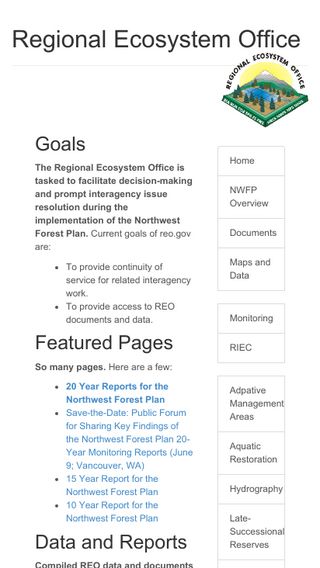 Regional Ecosystem Office
REGIONAL ECOSYSTEM OFFICE
Goals
The Regional Ecosystem Office is
tasked to facilitate decision-making
and prompt interagency issue
resolution during the
implementation of the Northwest
Forest Plan. Current goals of reo.gov
are:
To provide continuity of
service for related interagency
work.
To provide access to REO
documents and data.
Featured Pages
So many pages. Here are a few:
20 Year Reports for the
Northwest Forest Plan
Save-the-Date: Public Forum
for Sharing Key Findings of
the Northwest Forest Plan 20-
Year Monitoring Reports (June
9; Vancouver, WA)
15 Year Report for the
Northwest Forest Plan
10 Year Report for the
Northwest Forest Plan
Data and Reports
Compiled REO data and documents
Home
NWFP
Overview
Documents
Maps and
Data
Monitoring
RIEC
Adpative
Management
Areas
Aquatic
Restoration
Hydrography
Late-
Successional
Reserves